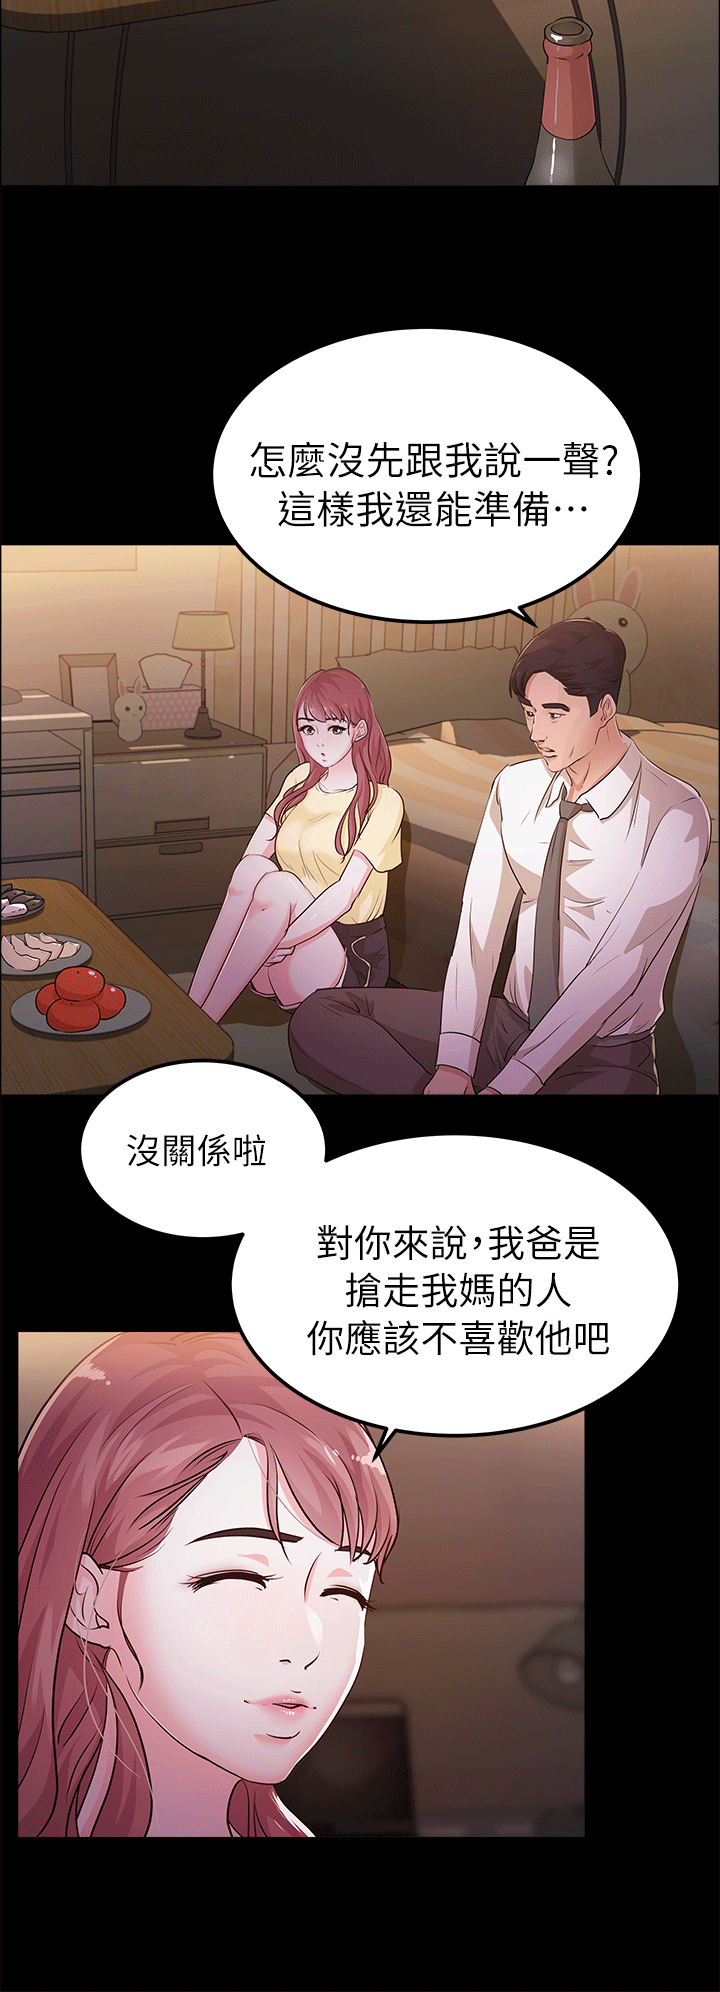 怎麼沒先跟我說一聲?
這樣我還能準備⋯
沒關係啦
對你來說，我爸是
搶走我媽的人
你應該不喜歡他吧